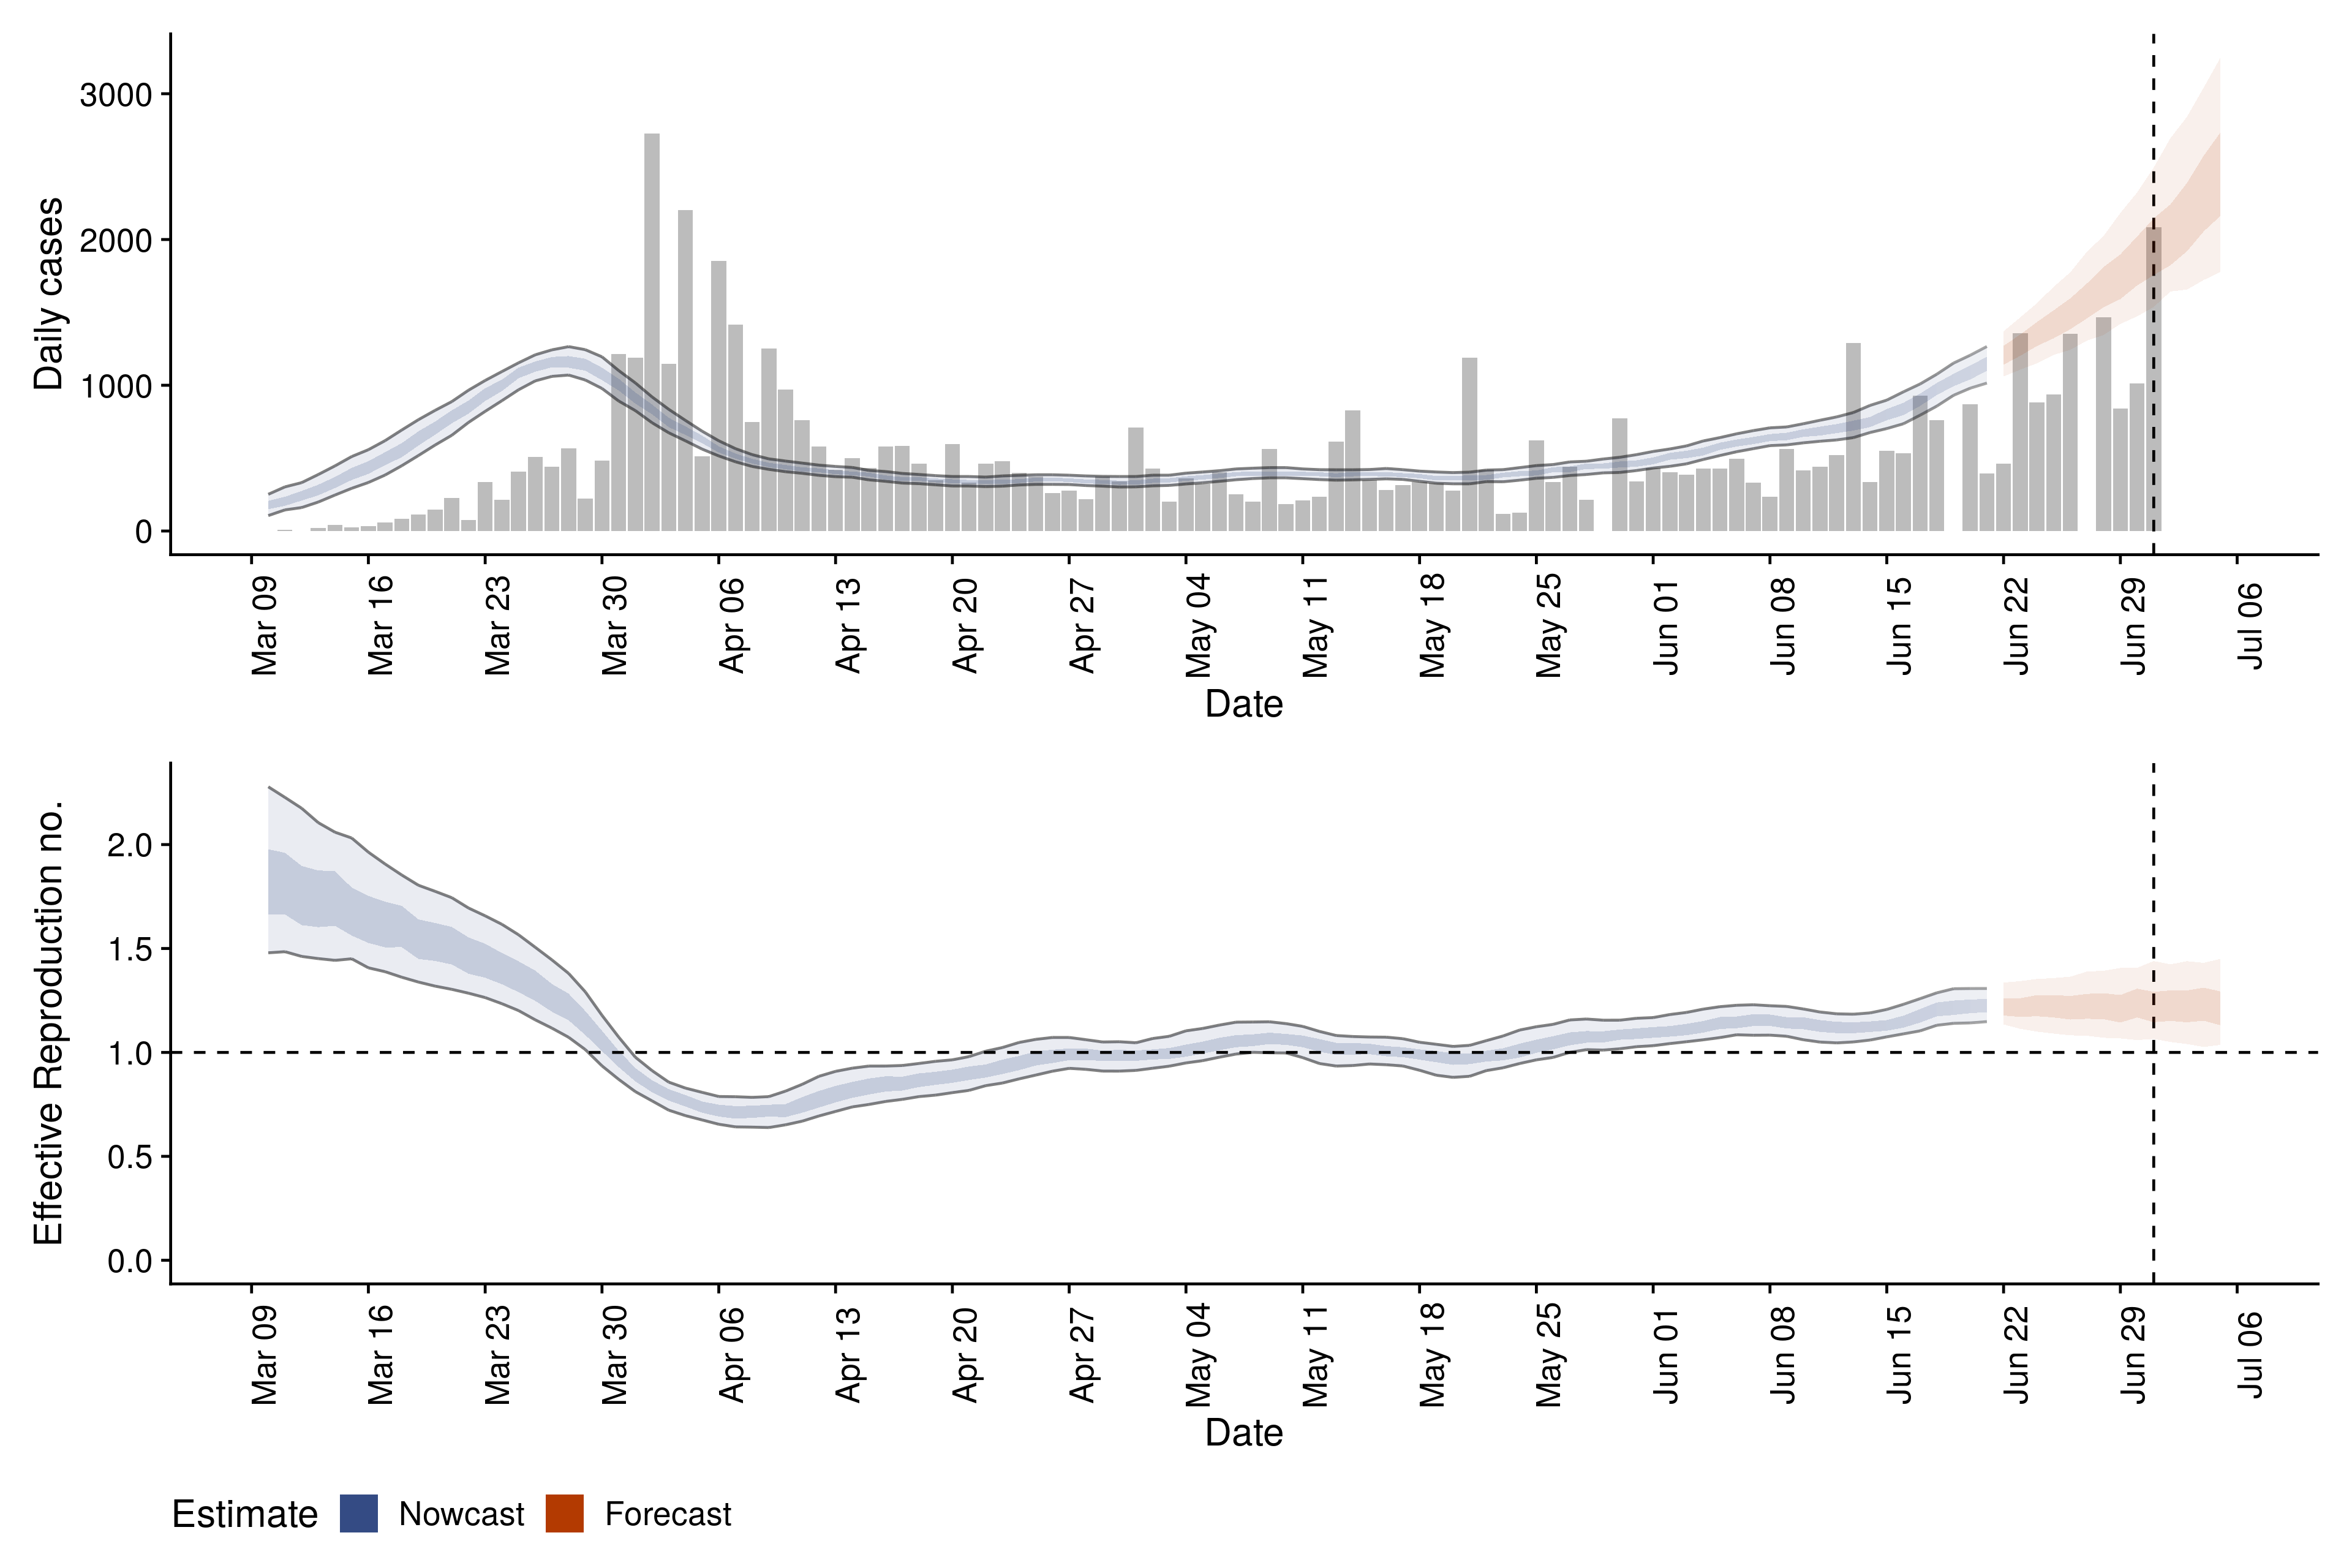 Daily cases
3000
2000
1000
0
Mar 09 Mar 16 Mar 23 Mar 30 Apr 06 Apr 13 Apr 20 Apr 27 May 04 May 11 May 18 May 25 Jun 01 Jun 08 Jun 15 Jun 22 Jun 29 Jul 06
Date
Effective Reproduction no.
2.0
1.5
1.0
0.5
0.0
Mar 09 Mar 16 Mar 23 Mar 30 Apr 06 Apr 13 Apr 20 Apr 27 May 04 May 11 May 18 May 25 Jun 01 Jun 08 Jun 15 Jun 22 Jun 29 Jul 06
Date
Estimate Nowcast Forecast